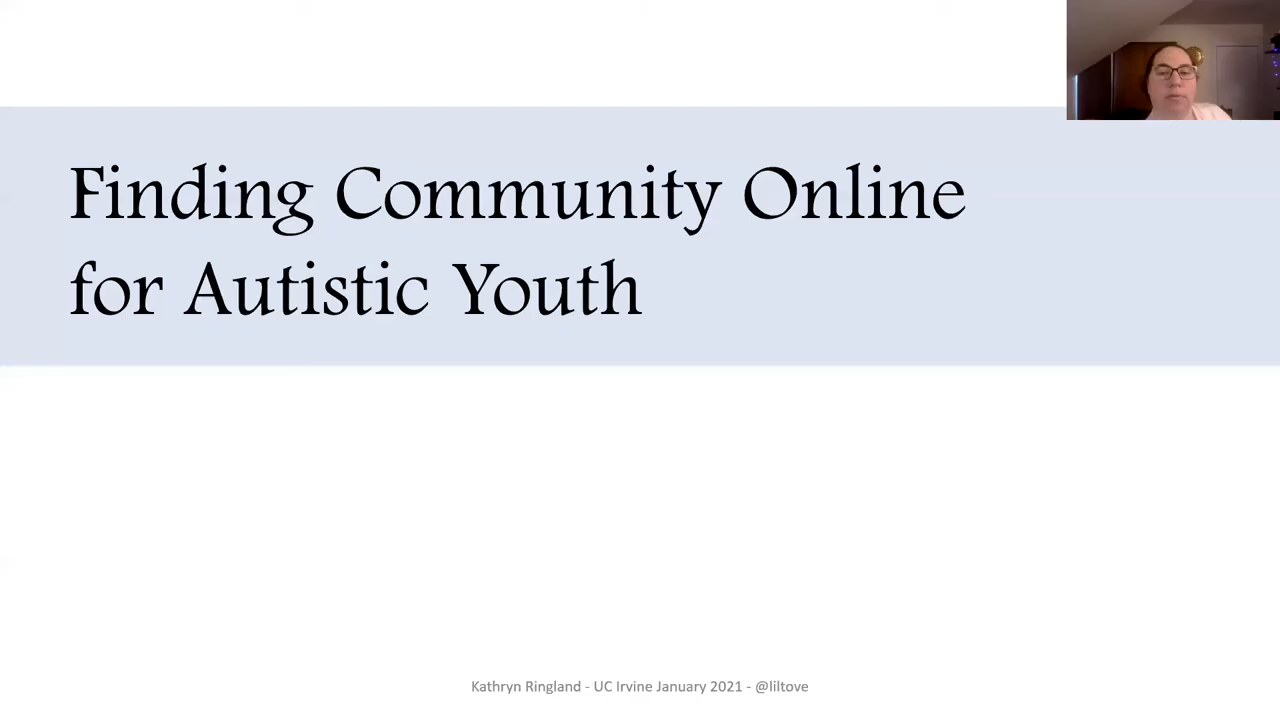 Finding Community Online
for Autistic Youth
Kathryn Ringland - UC Irvine January 2021 - @liltove